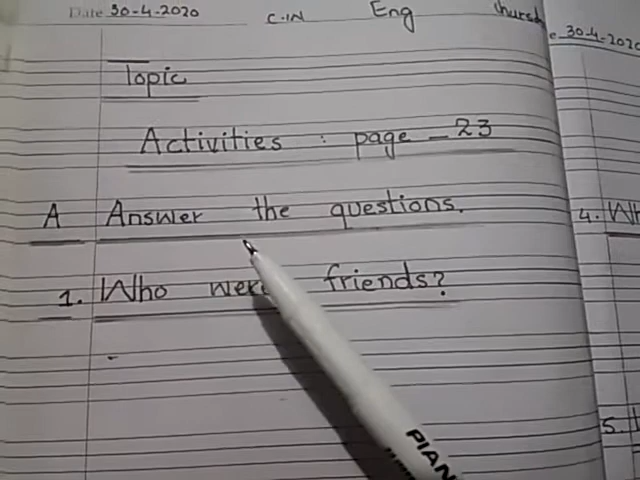 Date 30-4-2020 C.W Eng
Topic
Activities : page - 23
A Answer the questions.
1. Who were friends?
30-4-2020
4.
5.
PIAN